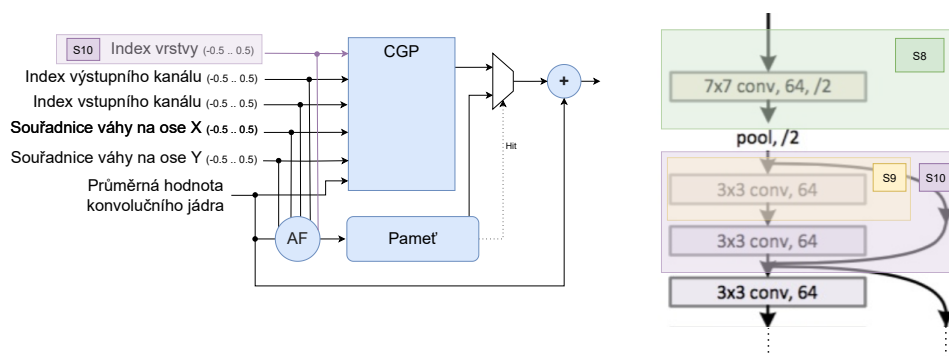 S10 Index vrstvy (-0.5 .. 0.5)
Index výstupního kanálu (-0.5 .. 0.5)
Index vstupního kanálu (-0.5 .. 0.5)
Souřadnice váhy na ose X (-0.5 .. 0.5)
Souřadnice váhy na ose Y (-0.5 .. 0.5)
Průměrná hodnota
konvolučního jádra
CGP
AF
Pameť
Hit
+
S8
7x7 conv, 64, /2
pool, /2
S9
S10
3x3 conv, 64
3x3 conv, 64
3x3 conv, 64